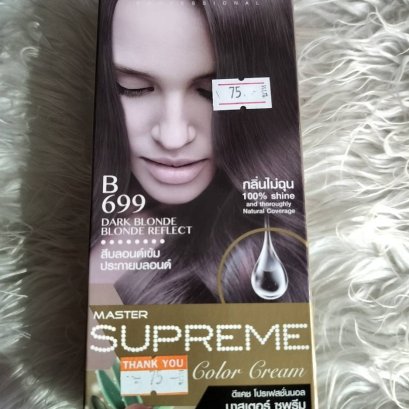 PROFESSIONAL
75.-
บาท
B
699
DARK BLONDE
BLONDE REFLECT
สีบลอนด์เข้ม
ประกายบลอนด์
กลิ่นไม่ฉุน
100% shine
and thoroughly
Natural Coverage
MASTER
SUPREME
Color Cream
THANK YOU
75
ดีแคช โปรเฟสชั่นนอล
มาสเตอร์ ซูพรีม